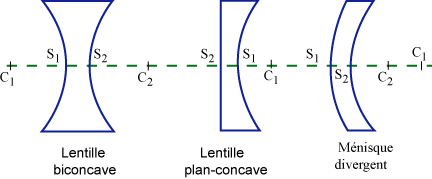 S₁ S₂ S₂ S₁ S₁ S₂
C₁ C₂ C₁ C₂ C₁
Lentille
biconcave
Lentille
plan-concave
Ménisque
divergent